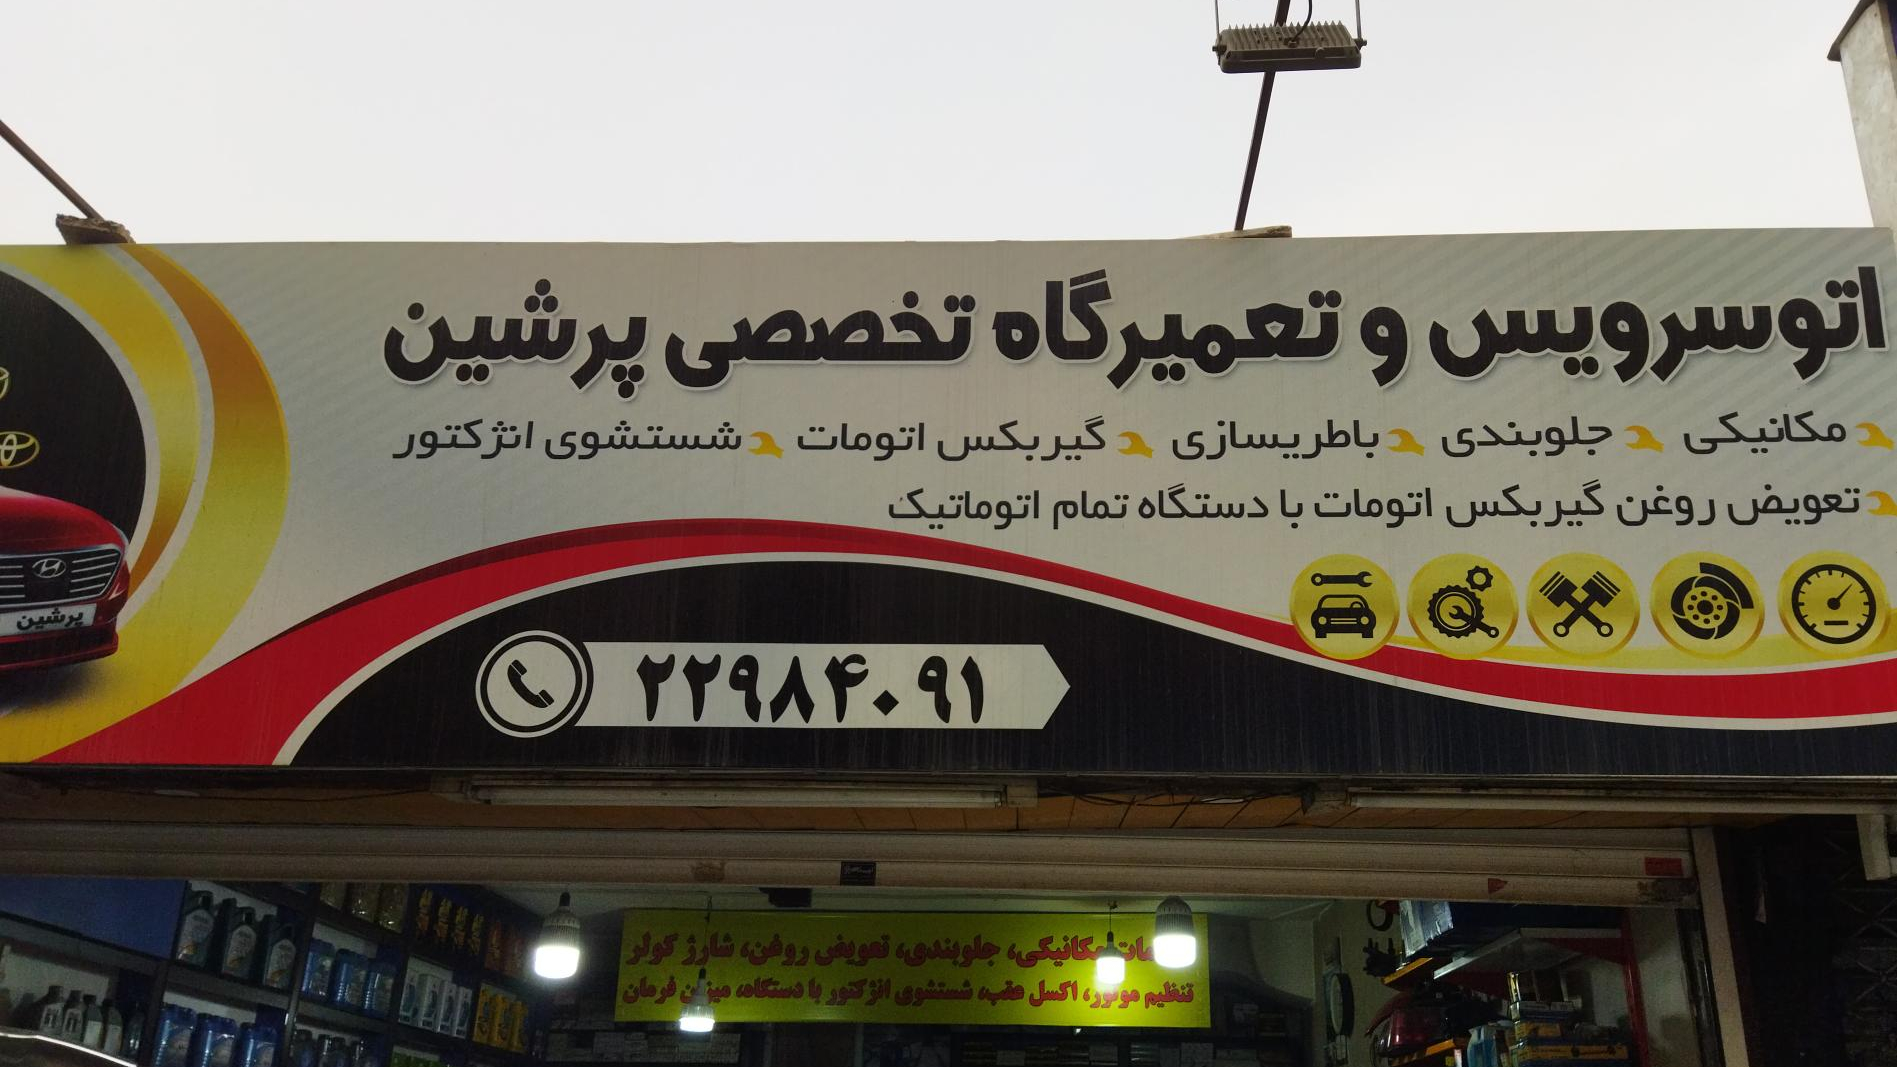 اتوسرویس و تعمیرگاه تخصصی پرشین
مکانیکی جلوبندی باطریسازی گیربکس اتومات شستشوی انژکتور
تعویض روغن گیربکس اتومات با دستگاه تمام اتوماتیک
پرشین
۲۲۹۸۴۰۹۱
مکانیکی، جلوبندی، تعویض روغن، شارژ کولر
تنظیم موتور، اکسل عقب، شستشوی انژکتور با دستگاه، میزان فرمان